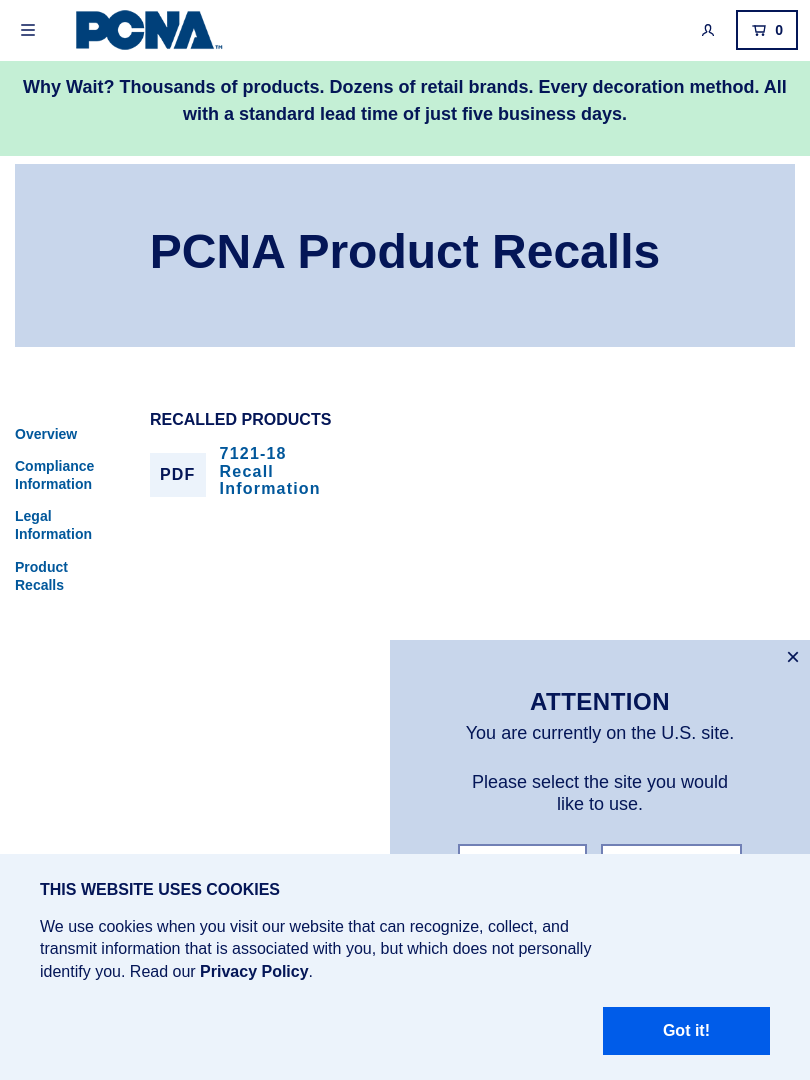 PCNA™
0
Why Wait? Thousands of products. Dozens of retail brands. Every decoration method. All
with a standard lead time of just five business days.
PCNA Product Recalls
Overview
Compliance
Information
Legal
Information
Product
Recalls
RECALLED PRODUCTS
PDF
7121-18
Recall
Information
×
ATTENTION
You are currently on the U.S. site.
Please select the site you would
like to use.
THIS WEBSITE USES COOKIES
We use cookies when you visit our website that can recognize, collect, and
transmit information that is associated with you, but which does not personally
identify you. Read our Privacy Policy.
Got it!